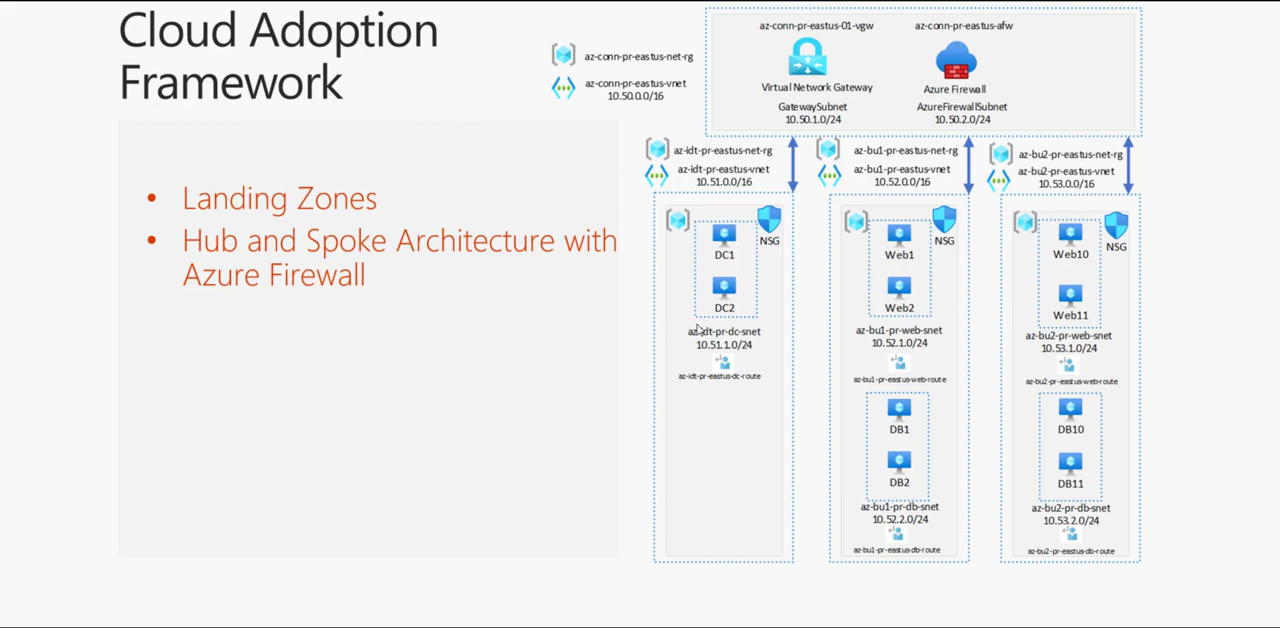 Cloud Adoption
Framework
• Landing Zones
• Hub and Spoke Architecture with
Azure Firewall
az-conn-pr-eastus-net-rg
az-conn-pr-eastus-vnet
10.50.0.0/16
az-conn-pr-eastus-01-vgw
Virtual Network Gateway
GatewaySubnet
10.50.1.0/24
az-conn-pr-eastus-afw
Azure Firewall
AzureFirewallSubnet
10.50.2.0/24
az-idt-pr-eastus-net-rg
az-idt-pr-eastus-vnet
10.51.0.0/16
NSG
DC1
DC2
az-idt-pr-dc-snet
10.51.1.0/24
az-idt-pr-eastus-dc-route
az-bu1-pr-eastus-net-rg
az-bu1-pr-eastus-vnet
10.52.0.0/16
NSG
Web1
Web2
az-bu1-pr-web-snet
10.52.1.0/24
az-bu1-pr-eastus-web-route
DB1
DB2
az-bu1-pr-db-snet
10.52.2.0/24
az-bu1-pr-eastus-db-route
az-bu2-pr-eastus-net-rg
az-bu2-pr-eastus-vnet
10.53.0.0/16
NSG
Web10
Web11
az-bu2-pr-web-snet
10.53.1.0/24
az-bu2-pr-eastus-web-route
DB10
DB11
az-bu2-pr-db-snet
10.53.2.0/24
az-bu2-pr-eastus-db-route